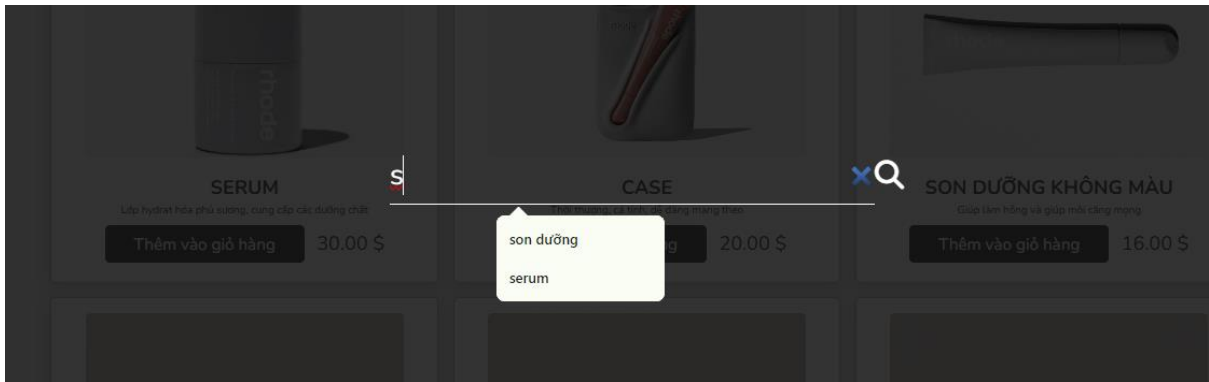 rhode
SERUM
Lớp hydrat hóa phủ sương, cung cấp các dưỡng chất
Thêm vào giỏ hàng 30.00 $
rhode
CASE
Thời thượng, cá tính, dễ dàng mang theo
20.00 $
SON DƯỠNG KHÔNG MÀU
Giúp làm hồng và giúp môi căng mọng
Thêm vào giỏ hàng 16.00 $
s
son dưỡng
serum